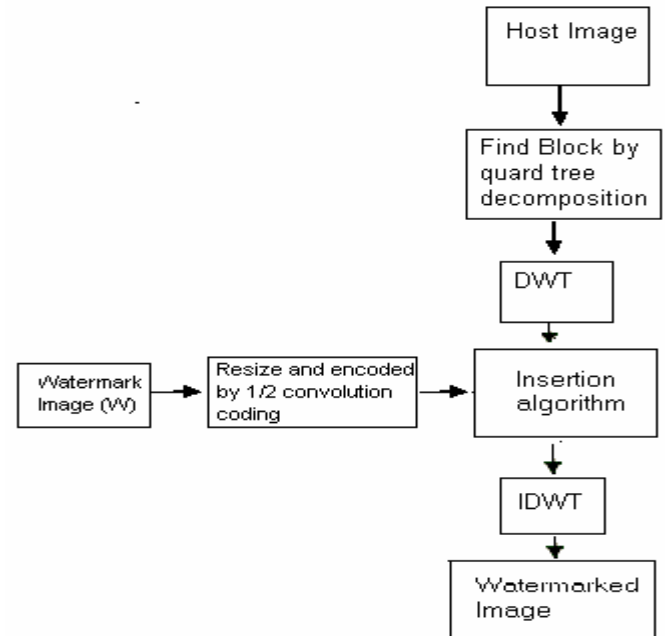 Host Image
Find Block by
quard tree
decomposition
DWT
Watermark
Image (W)
Resize and encoded
by 1/2 convolution
coding
Insertion
algorithm
IDWT
Watermarked
Image